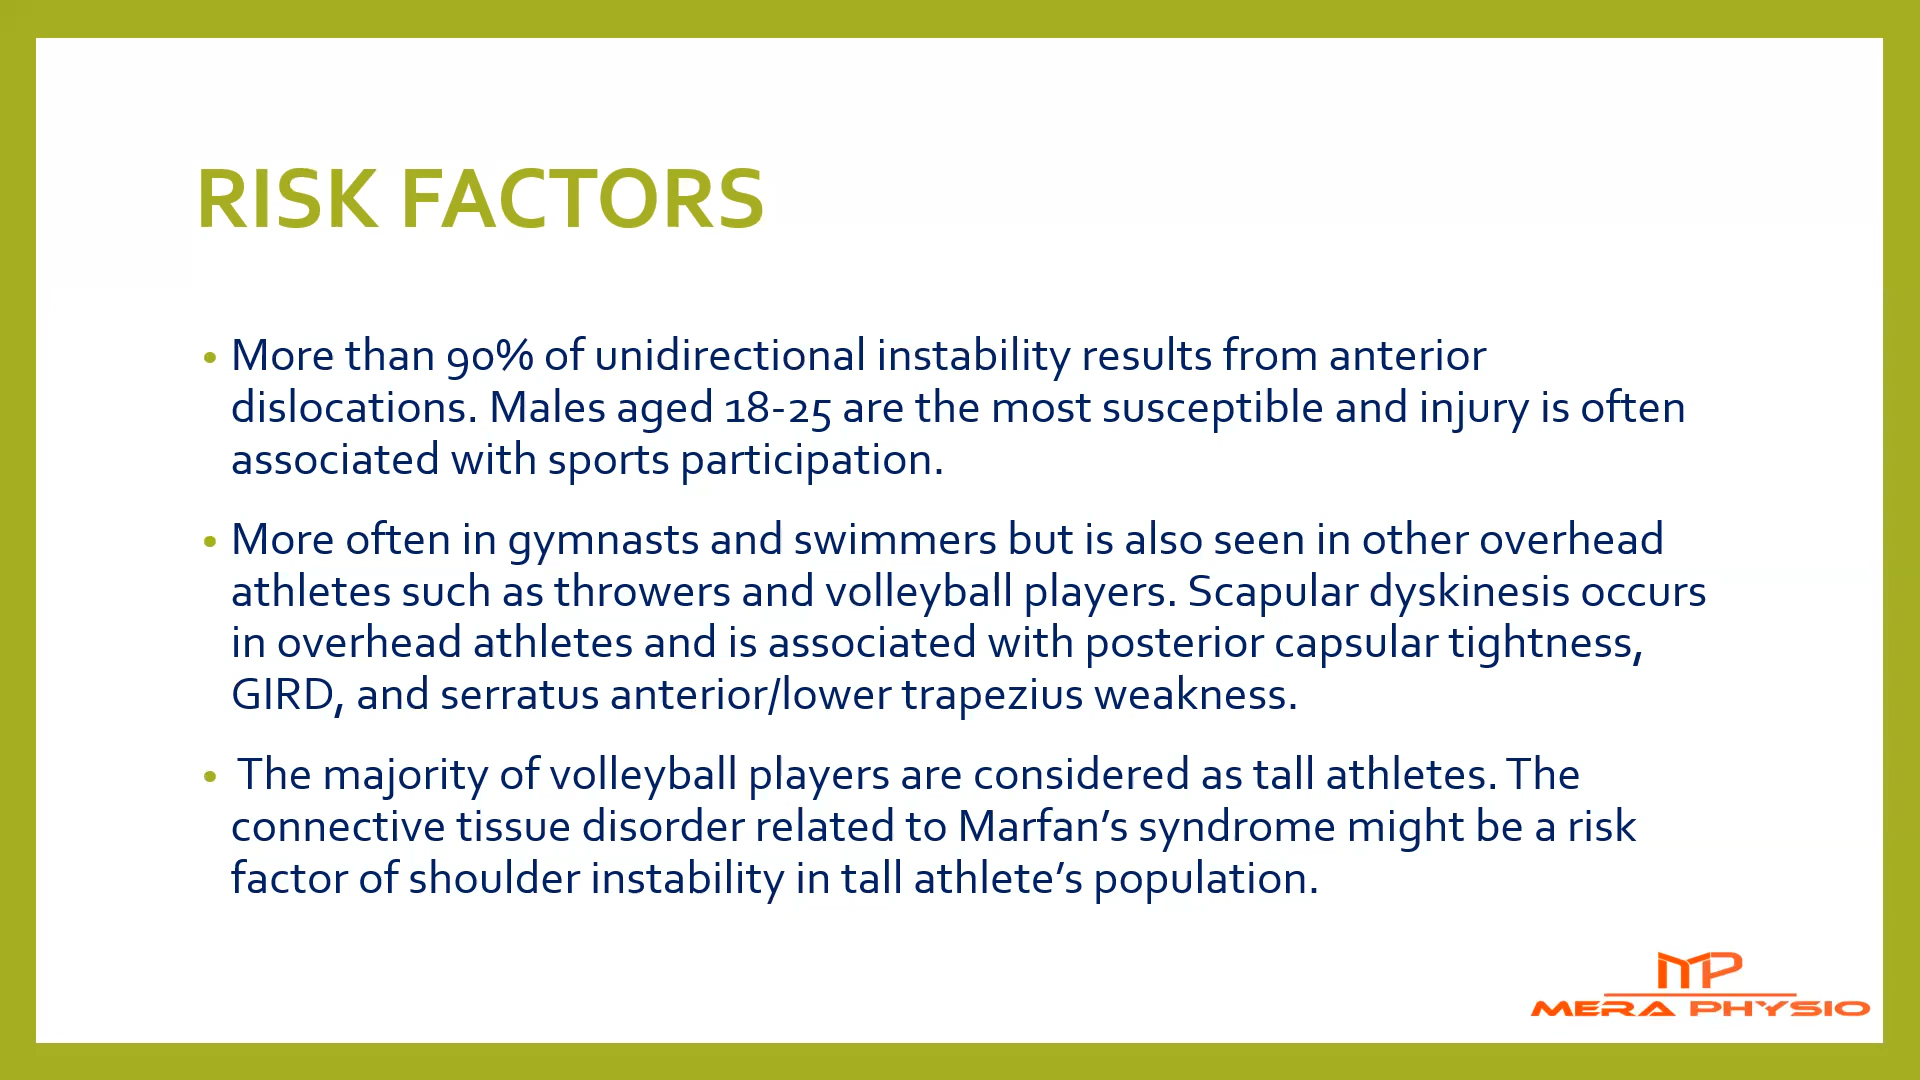 RISK FACTORS
• More than 90% of unidirectional instability results from anterior
dislocations. Males aged 18-25 are the most susceptible and injury is often
associated with sports participation.
• More often in gymnasts and swimmers but is also seen in other overhead
athletes such as throwers and volleyball players. Scapular dyskinesis occurs
in overhead athletes and is associated with posterior capsular tightness,
GIRD, and serratus anterior/lower trapezius weakness.
• The majority of volleyball players are considered as tall athletes. The
connective tissue disorder related to Marfan’s syndrome might be a risk
factor of shoulder instability in tall athlete’s population.
MP
MERA PHYSIO